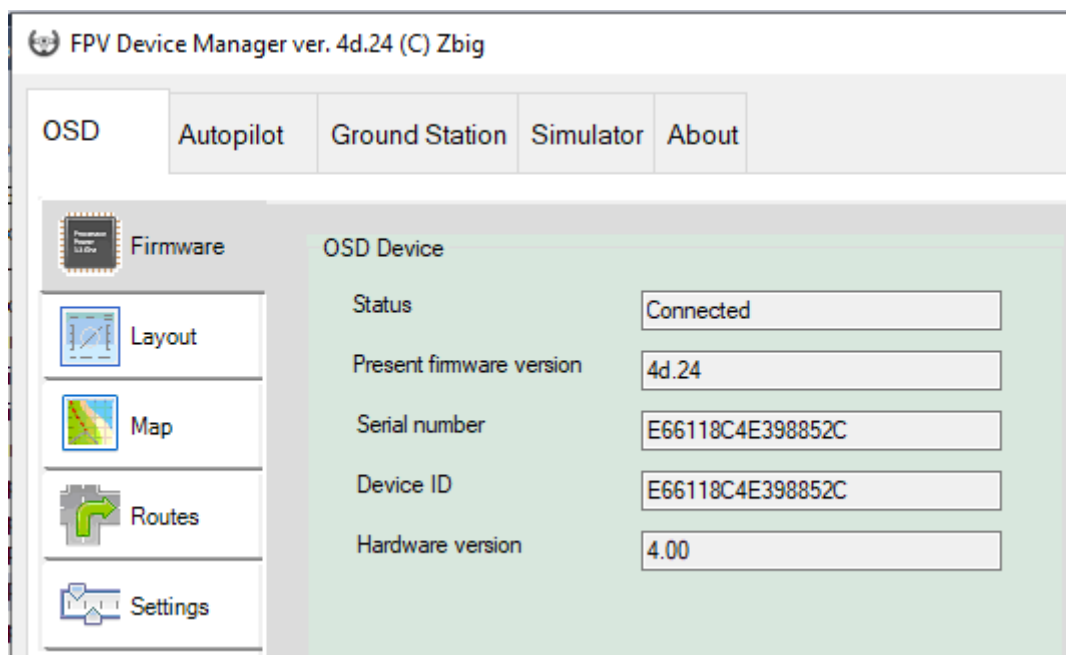 FPV Device Manager ver. 4d.24 (C) Zbig
OSD Autopilot Ground Station Simulator About
Firmware
Layout
Map
Routes
Settings
OSD Device
Status Connected
Present firmware version 4d.24
Serial number E66118C4E398852C
Device ID E66118C4E398852C
Hardware version 4.00